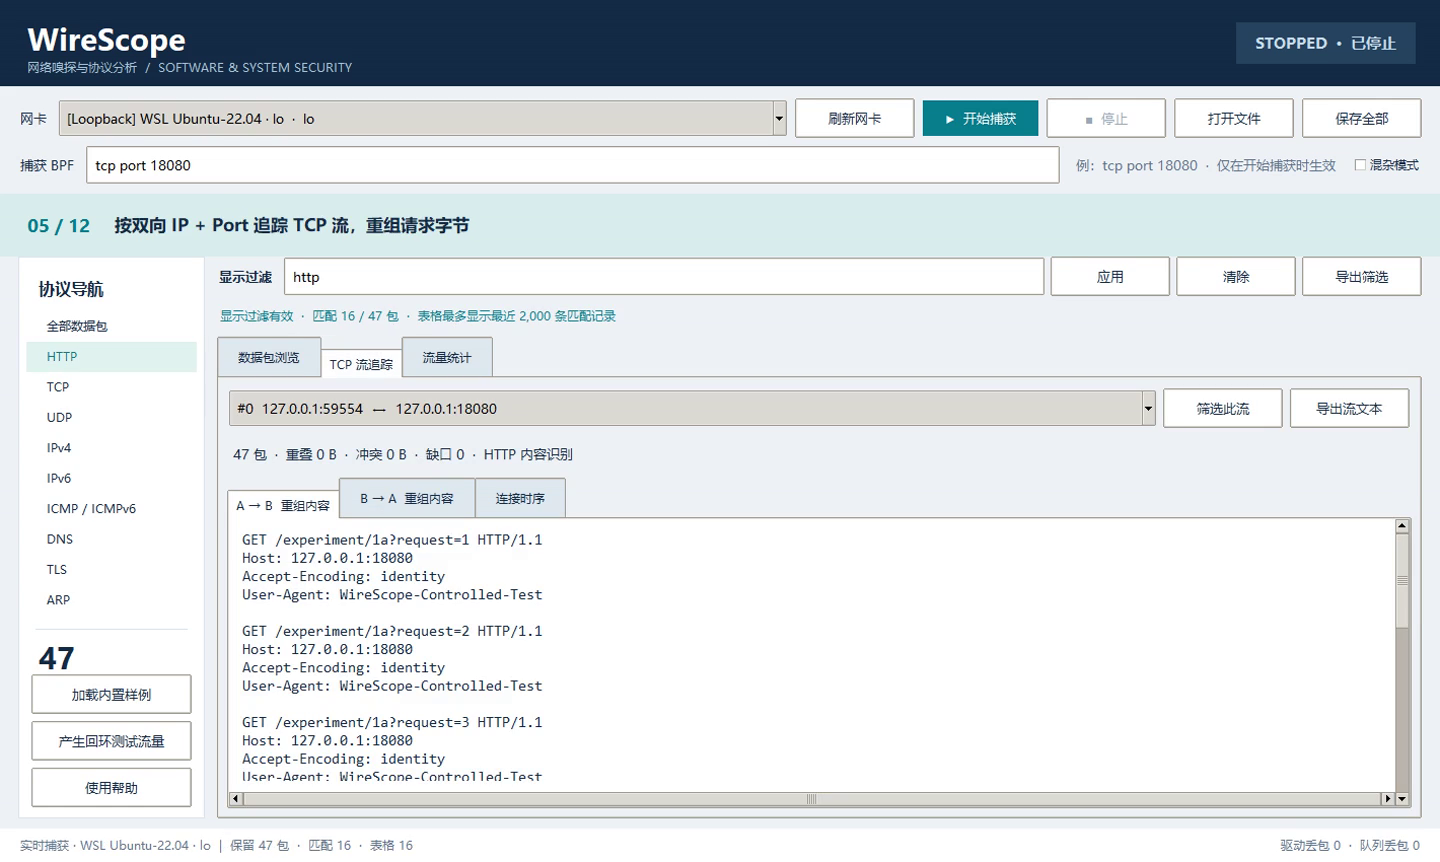 WireScope
网络嗅探与协议分析 / SOFTWARE & SYSTEM SECURITY
STOPPED • 已停止
网卡
[Loopback] WSL Ubuntu-22.04 · lo · lo
刷新网卡
▶ 开始捕获
■ 停止
打开文件
保存全部
捕获 BPF
tcp port 18080
例: tcp port 18080 · 仅在开始捕获时生效
混杂模式
05 / 12 按双向 IP + Port 追踪 TCP 流，重组请求字节
协议导航
全部数据包
HTTP
TCP
UDP
IPv4
IPv6
ICMP / ICMPv6
DNS
TLS
ARP
47
加载内置样例
产生回环测试流量
使用帮助
显示过滤
http
应用
清除
导出筛选
显示过滤有效 · 匹配 16 / 47 包 · 表格最多显示最近 2,000 条匹配记录
数据包浏览
TCP 流追踪
流量统计
#0 127.0.0.1:59554 ↔ 127.0.0.1:18080
筛选此流
导出流文本
47 包 · 重叠 0 B · 冲突 0 B · 缺口 0 · HTTP 内容识别
A → B 重组内容
B → A 重组内容
连接时序
GET /experiment/1a?request=1 HTTP/1.1
Host: 127.0.0.1:18080
Accept-Encoding: identity
User-Agent: WireScope-Controlled-Test
GET /experiment/1a?request=2 HTTP/1.1
Host: 127.0.0.1:18080
Accept-Encoding: identity
User-Agent: WireScope-Controlled-Test
GET /experiment/1a?request=3 HTTP/1.1
Host: 127.0.0.1:18080
Accept-Encoding: identity
User-Agent: WireScope-Controlled-Test
实时捕获 · WSL Ubuntu-22.04 · lo | 保留 47 包 · 匹配 16 · 表格 16
驱动丢包 0 · 队列丢包 0